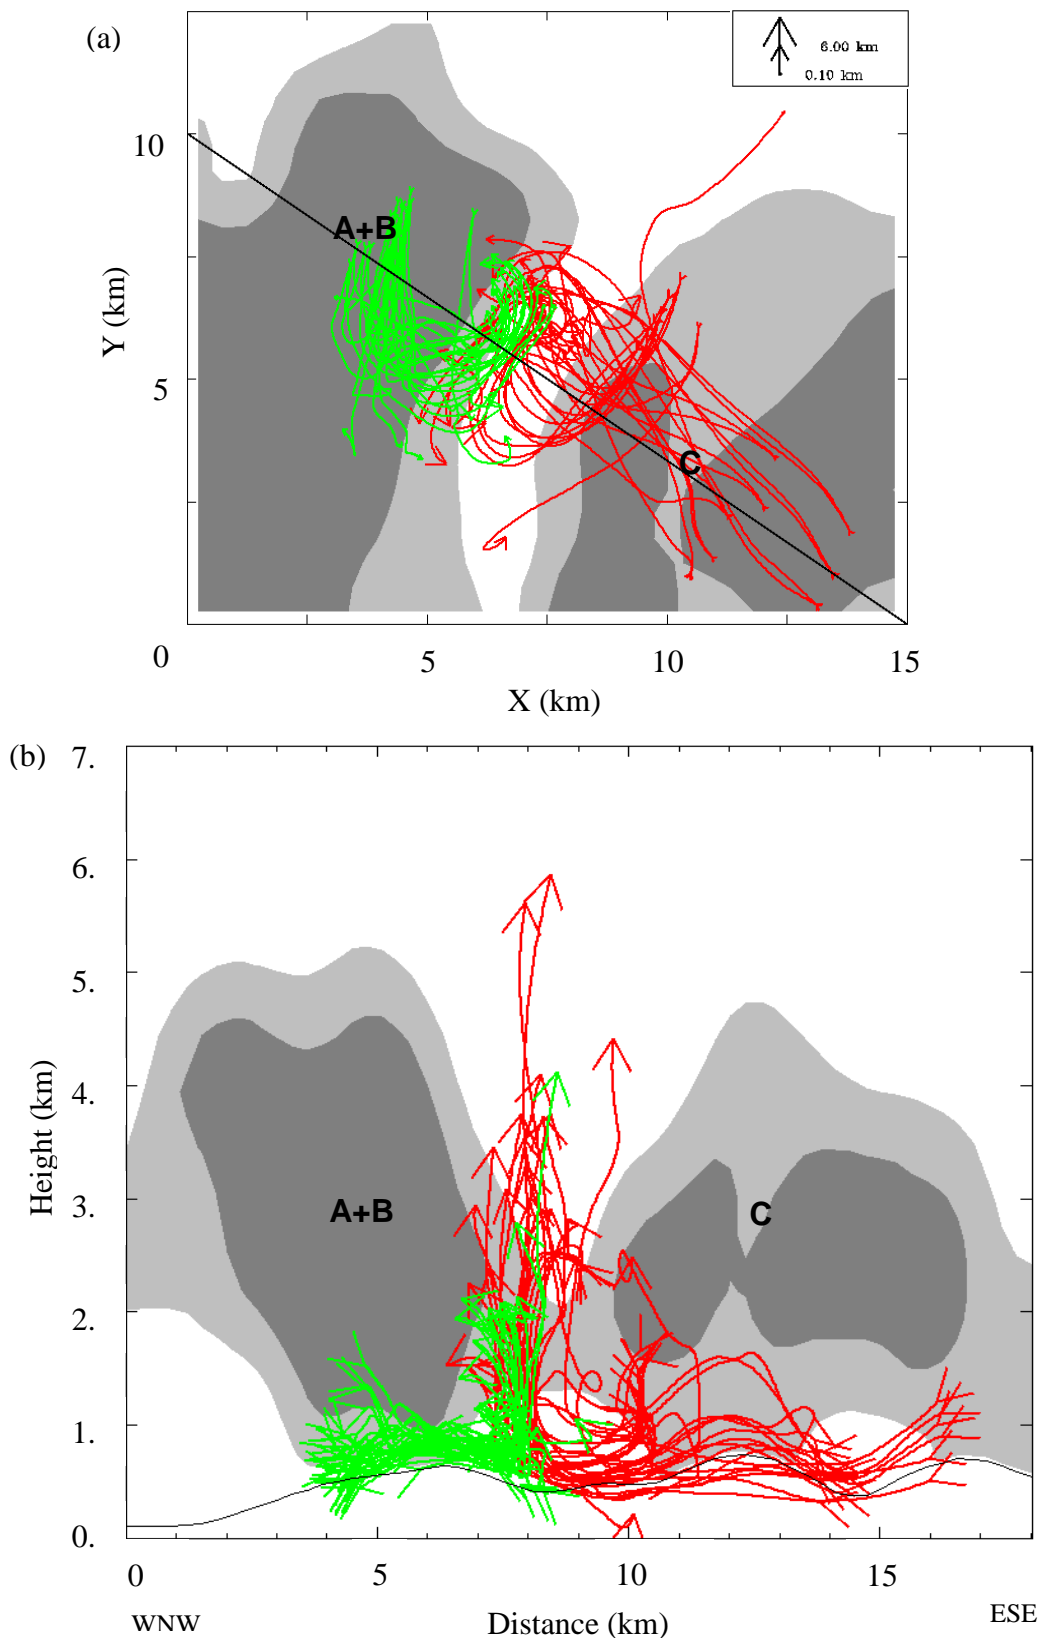 (a)
6.00 km
0.10 km
10
A+B
Y (km)
5
C
0
5
10
15
X (km)
(b)
7.
6.
5.
4.
Height (km)
3.
A+B
C
2.
1.
0.
0
5
10
15
WNW
Distance (km)
ESE